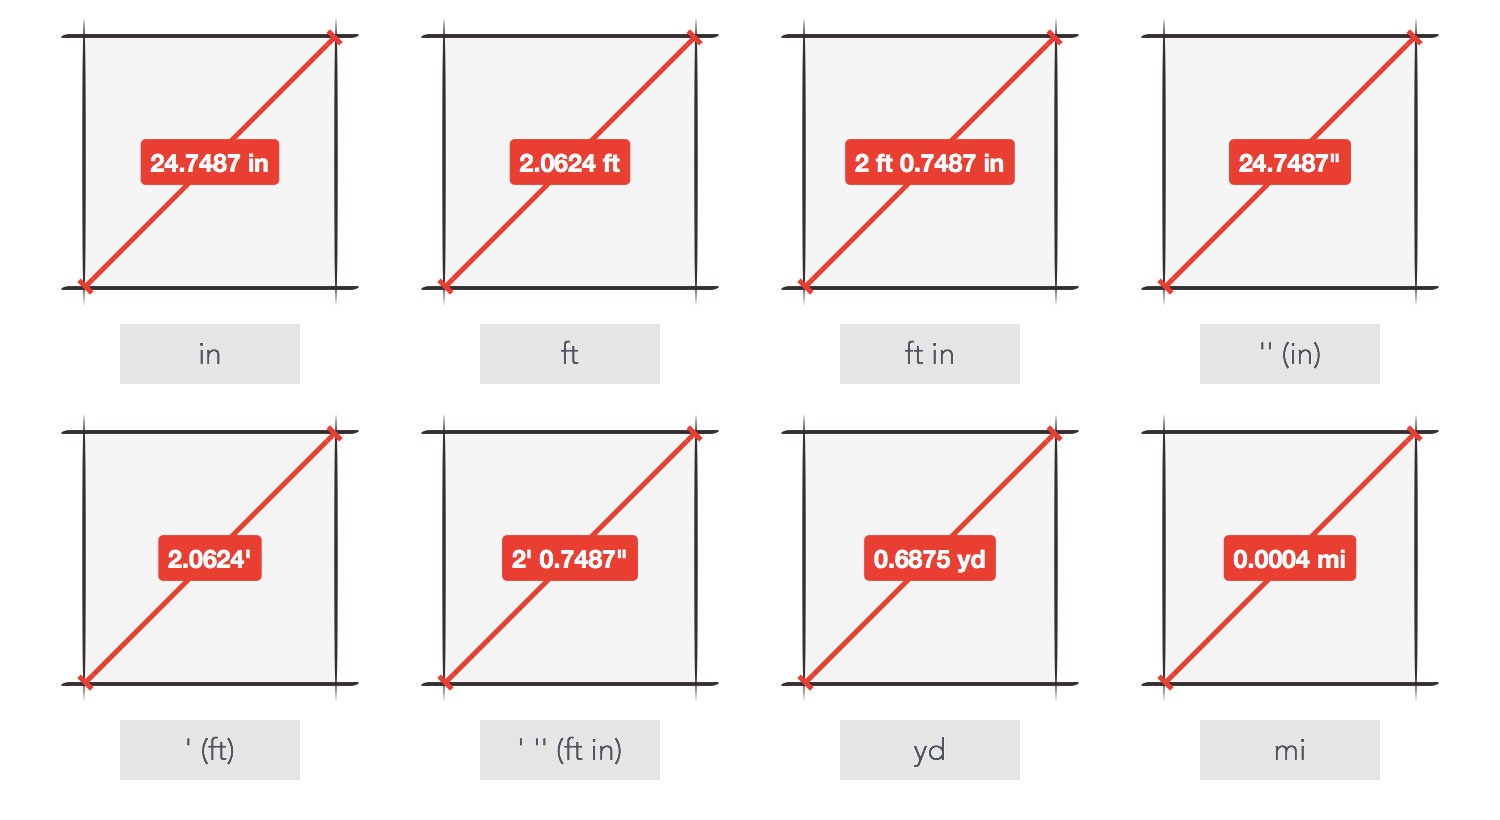 24.7487 in
2.0624 ft
2 ft 0.7487 in
24.7487"
in
ft
ft in
" (in)
2.0624'
2' 0.7487"
0.6875 yd
0.0004 mi
' (ft)
' " (ft in)
yd
mi